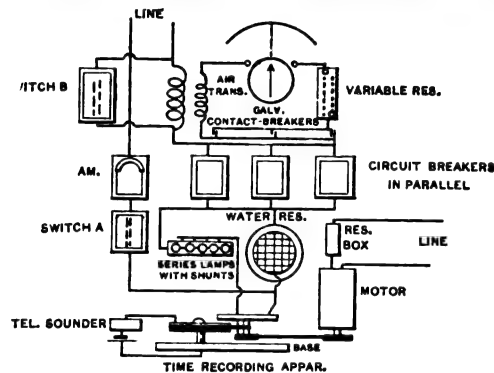 LINE
ITCH B
AIR
TRANS.
GALV.
CONTACT-BREAKERS
VARIABLE RES.
AM.
CIRCUIT BREAKERS
IN PARALLEL
SWITCH A
WATER RES.
SERIES LAMPS
WITH SHUNTS
RES.
BOX
LINE
MOTOR
TEL. SOUNDER
BASE
TIME RECORDING APPAR.